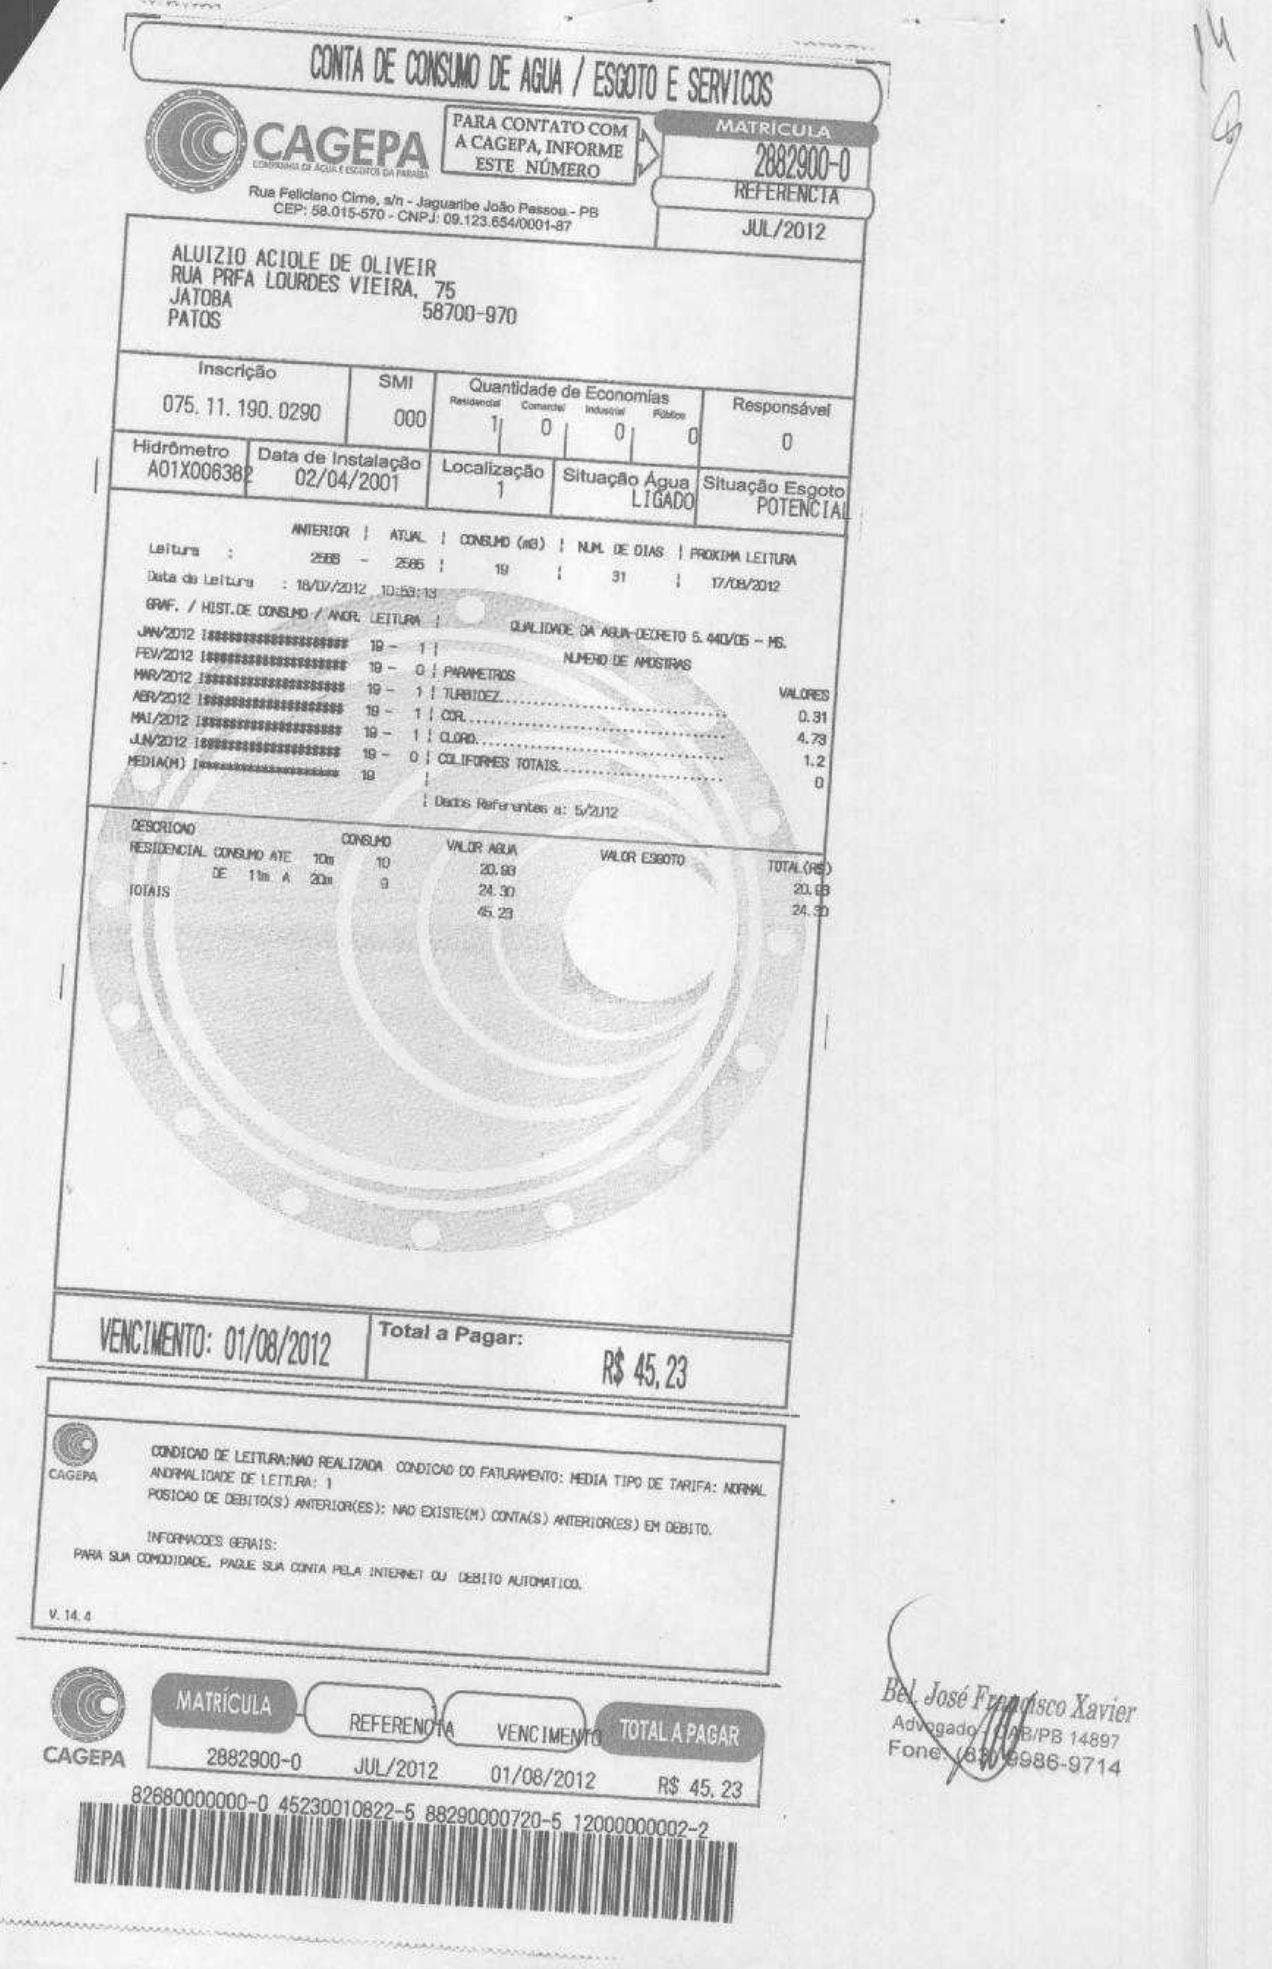 14
CONTA DE CONSUMO DE AGUA / ESGOTO E SERVICOS
CAGEPA
COMPANHIA DE ÁGUA E ESGOTOS DA PARAÍBA
PARA CONTATO COM
A CAGEPA, INFORME
ESTE NÚMERO
MATRÍCULA
2882900-0
REFERENCIA
JUL/2012
Rua Feliciano Cirne, s/n - Jaguaribe João Pessoa - PB
CEP: 58.015-570 - CNPJ: 09.123.654/0001-87
ALUIZIO ACIOLE DE OLIVEIR
RUA PRFA LOURDES VIEIRA, 75
JATOBA 58700-970
PATOS
Inscrição SMI Quantidade de Economias Responsável
Residencial Comercial Industrial Público
075. 11. 190. 0290 000 1 0 0 0 0
Hidrômetro Data de Instalação Localização Situação Água Situação Esgoto
A01X006382 02/04/2001 1 LIGADO POTENCIAL
ANTERIOR | ATUAL | CONSUMO (m3) | NUM. DE DIAS | PROXIMA LEITURA
Leitura : 2566 - 2585 | 19 | 31 | 17/08/2012
Data da Leitura : 18/07/2012 10:53:13
GRAF. / HIST.DE CONSUMO / ANOR. LEITURA | QUALIDADE DA AGUA-DECRETO 5.440/05 - MS.
JAN/2012 19 - 1 | NUMERO DE AMOSTRAS
FEV/2012 19 - 0 | PARAMETROS VALORES
MAR/2012 19 - 1 | TURBIDEZ 0.31
ABR/2012 19 - 1 | COR 4.73
MAI/2012 19 - 1 | CLORO 1.2
JUN/2012 19 - 0 | COLIFORMES TOTAIS 0
MEDIA(M) 19 |
| Dados Referentes a: 5/2012
DESCRICAO CONSUMO VALOR AGUA VALOR ESGOTO TOTAL(R$)
RESIDENCIAL CONSUMO ATE 10m 10 20.93 20.93
DE 11m A 20m 9 24.30 24.30
TOTAIS 45.23
VENCIMENTO: 01/08/2012 Total a Pagar: R$ 45,23
CAGEPA
CONDICAO DE LEITURA:NAO REALIZADA CONDICAO DO FATURAMENTO: MEDIA TIPO DE TARIFA: NORMAL
ANORMALIDADE DE LEITURA: 1
POSICAO DE DEBITO(S) ANTERIOR(ES): NAO EXISTE(M) CONTA(S) ANTERIOR(ES) EM DEBITO.
INFORMACOES GERAIS:
PARA SUA COMODIDADE, PAGUE SUA CONTA PELA INTERNET OU DEBITO AUTOMATICO.
V. 14.4
CAGEPA
MATRÍCULA REFERENCIA VENCIMENTO TOTAL A PAGAR
2882900-0 JUL/2012 01/08/2012 R$ 45,23
82680000000-0 45230010822-5 88290000720-5 12000000002-2
Bel. José Francisco Xavier
Advogado - OAB/PB 14897
Fone: (83) 9986-9714